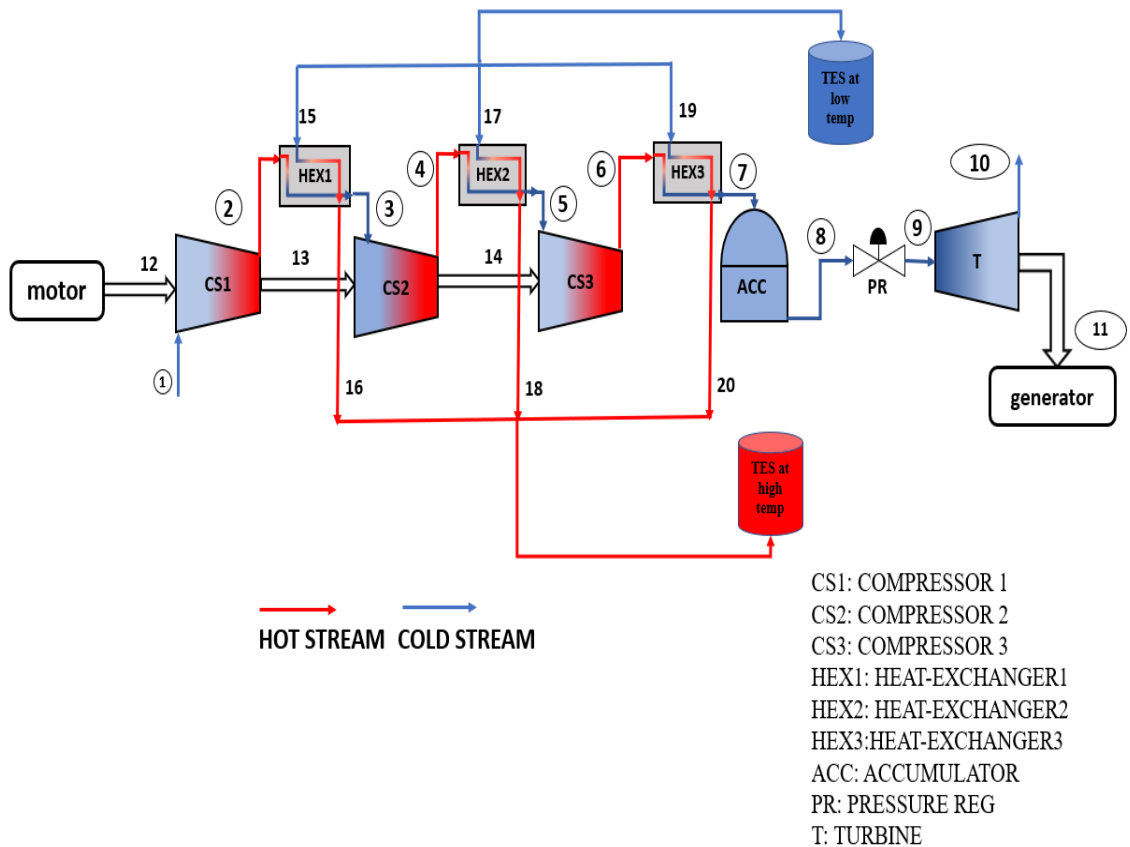 TES at
low
temp
15
17
19
HEX1
HEX2
HEX3
2
3
4
5
6
7
8
9
10
12
13
14
motor
CS1
CS2
CS3
ACC
PR
T
11
1
16
18
20
generator
TES at
high
temp
HOT STREAM
COLD STREAM
CS1: COMPRESSOR 1
CS2: COMPRESSOR 2
CS3: COMPRESSOR 3
HEX1: HEAT-EXCHANGER1
HEX2: HEAT-EXCHANGER2
HEX3:HEAT-EXCHANGER3
ACC: ACCUMULATOR
PR: PRESSURE REG
T: TURBINE